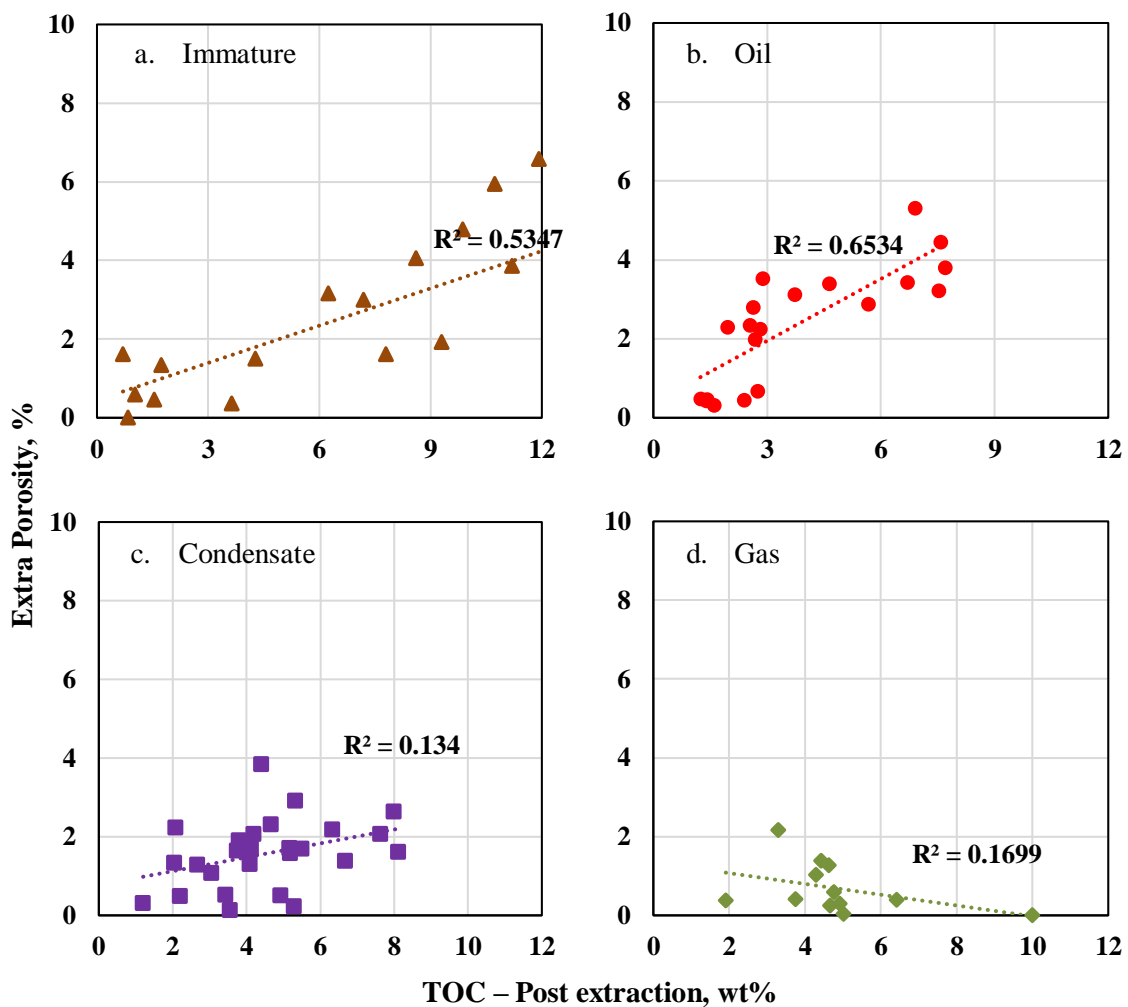 a. Immature
R² = 0.5347
10
8
6
4
2
0
0 3 6 9 12
b. Oil
R² = 0.6534
10
8
6
4
2
0
0 3 6 9 12
c. Condensate
R² = 0.134
10
8
6
4
2
0
0 2 4 6 8 10 12
d. Gas
R² = 0.1699
10
8
6
4
2
0
0 2 4 6 8 10 12
Extra Porosity, %
TOC – Post extraction, wt%